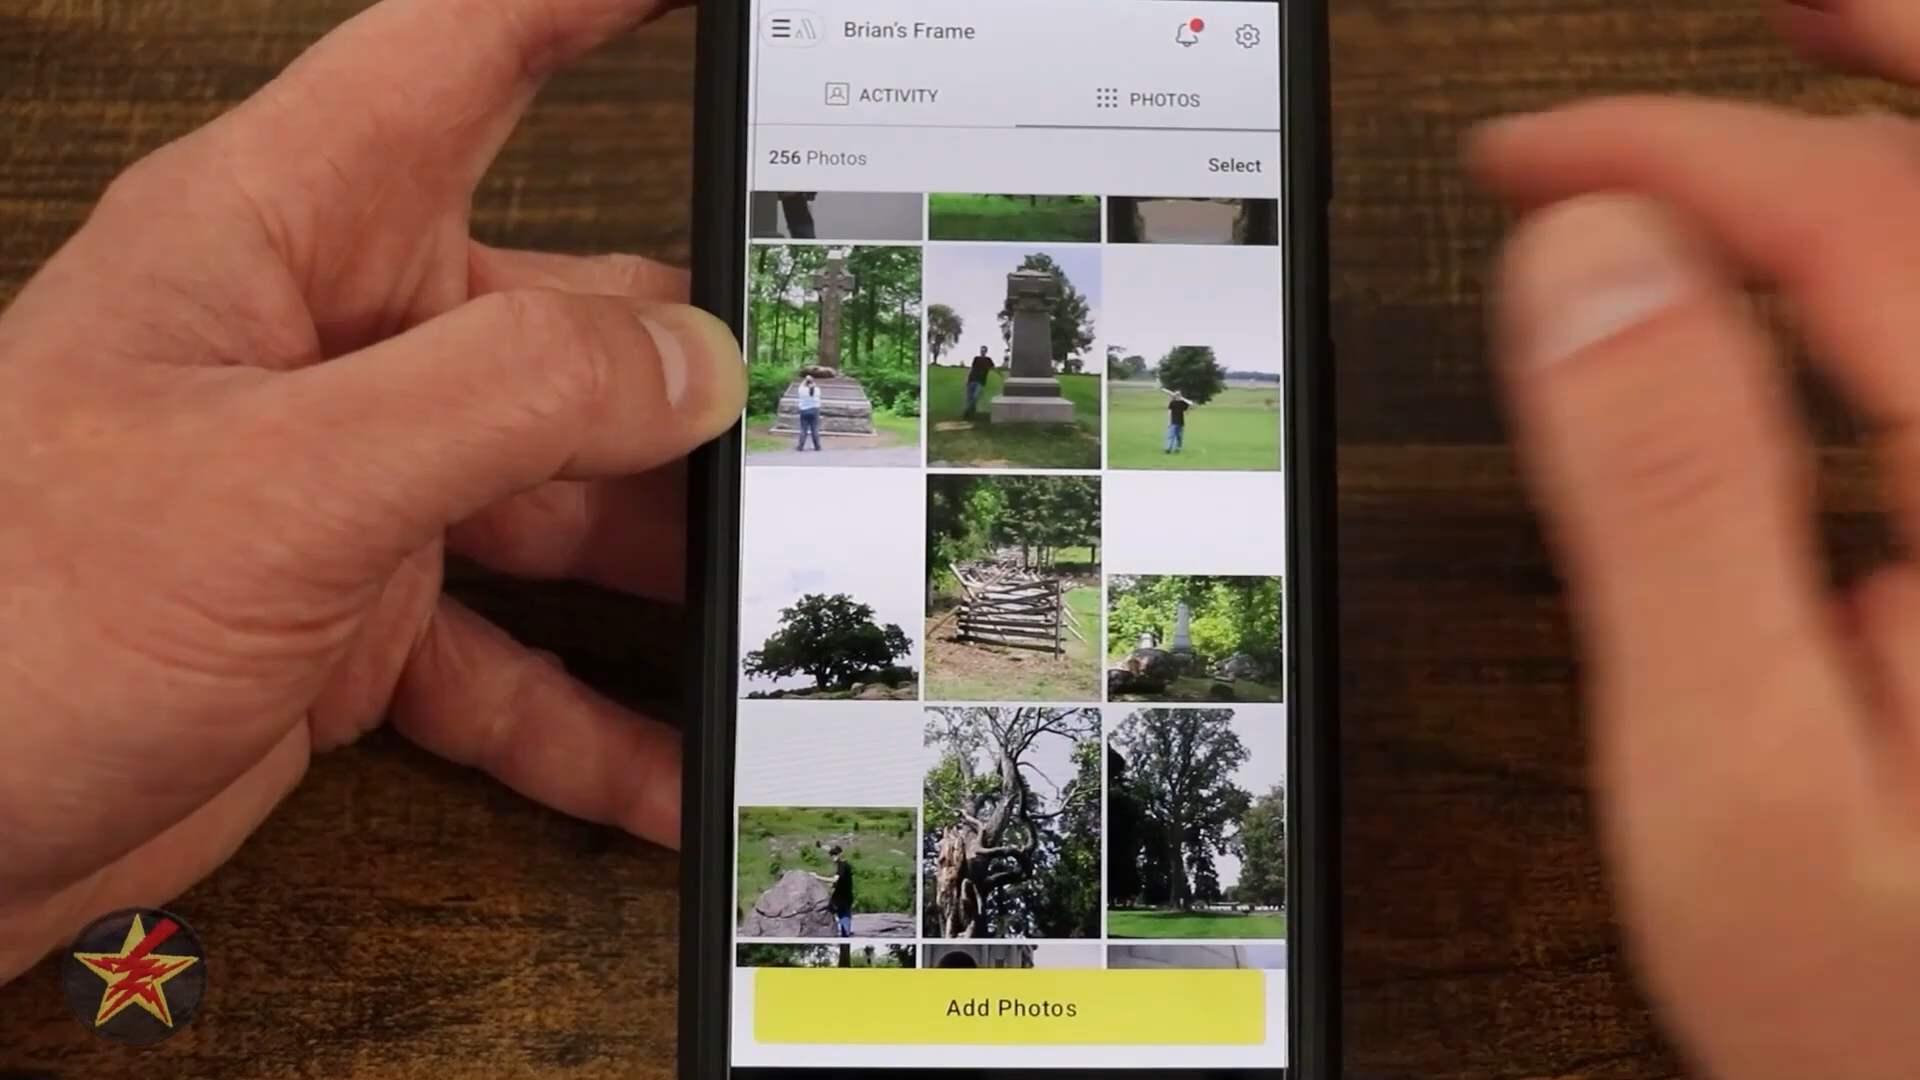 Brian's Frame
ACTIVITY
PHOTOS
256 Photos
Select
Add Photos